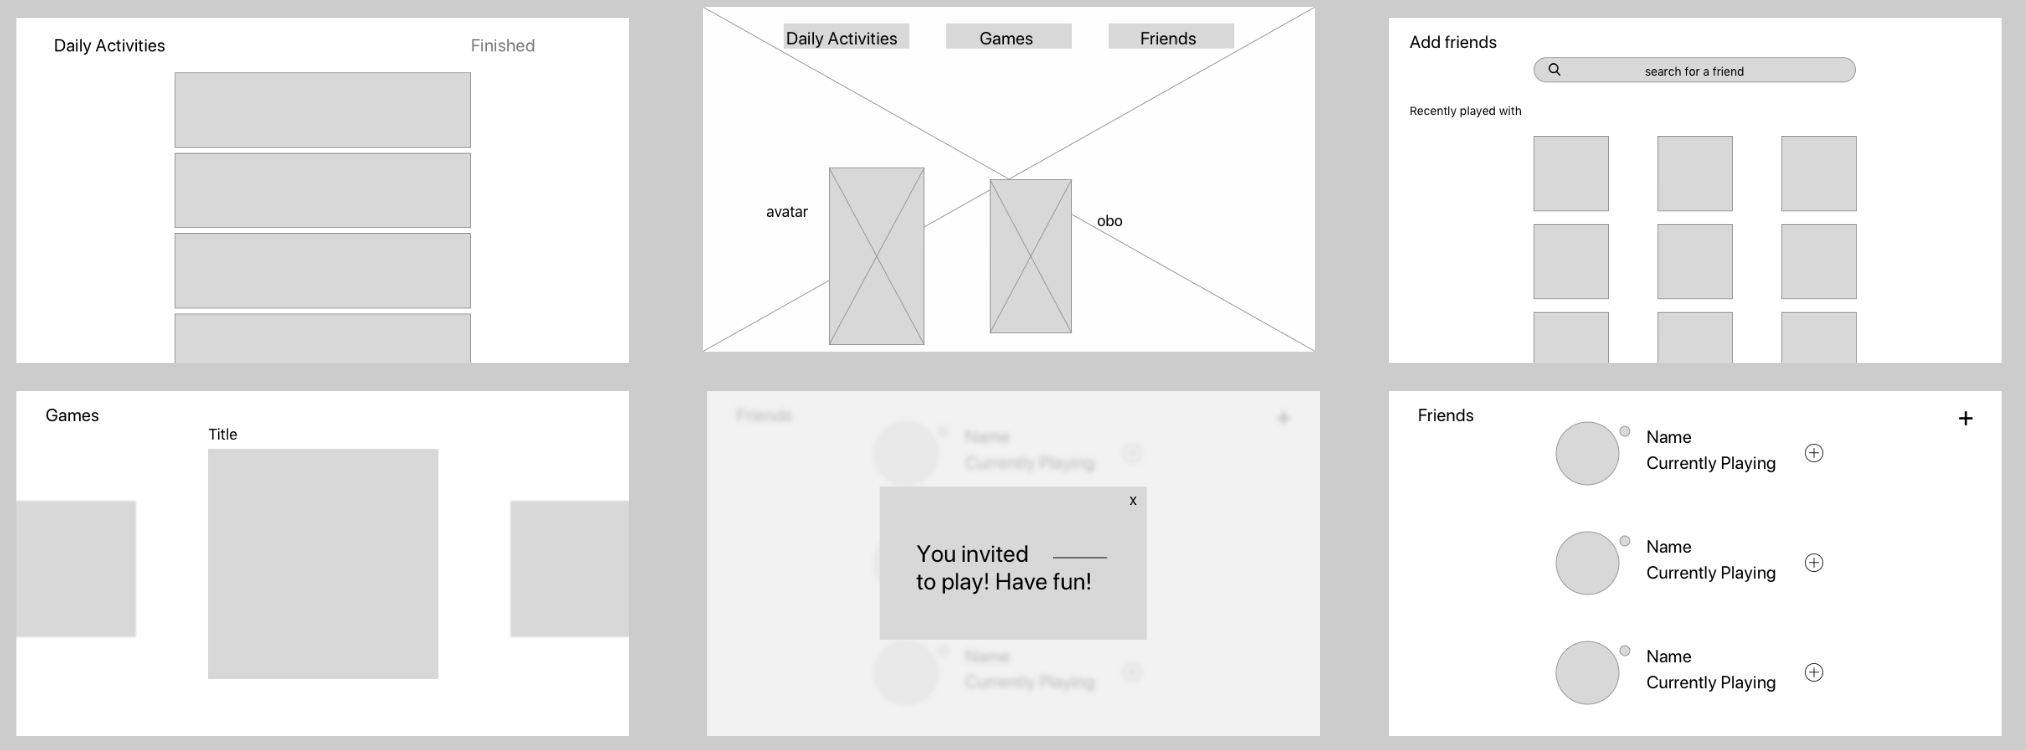 Daily Activities
Finished
Daily Activities
Games
Friends
avatar
obo
Add friends
search for a friend
Recently played with
Games
Title
Friends
+
Name
Currently Playing
x
You invited ____
to play! Have fun!
Name
Currently Playing
Friends
+
Name
Currently Playing
Name
Currently Playing
Name
Currently Playing